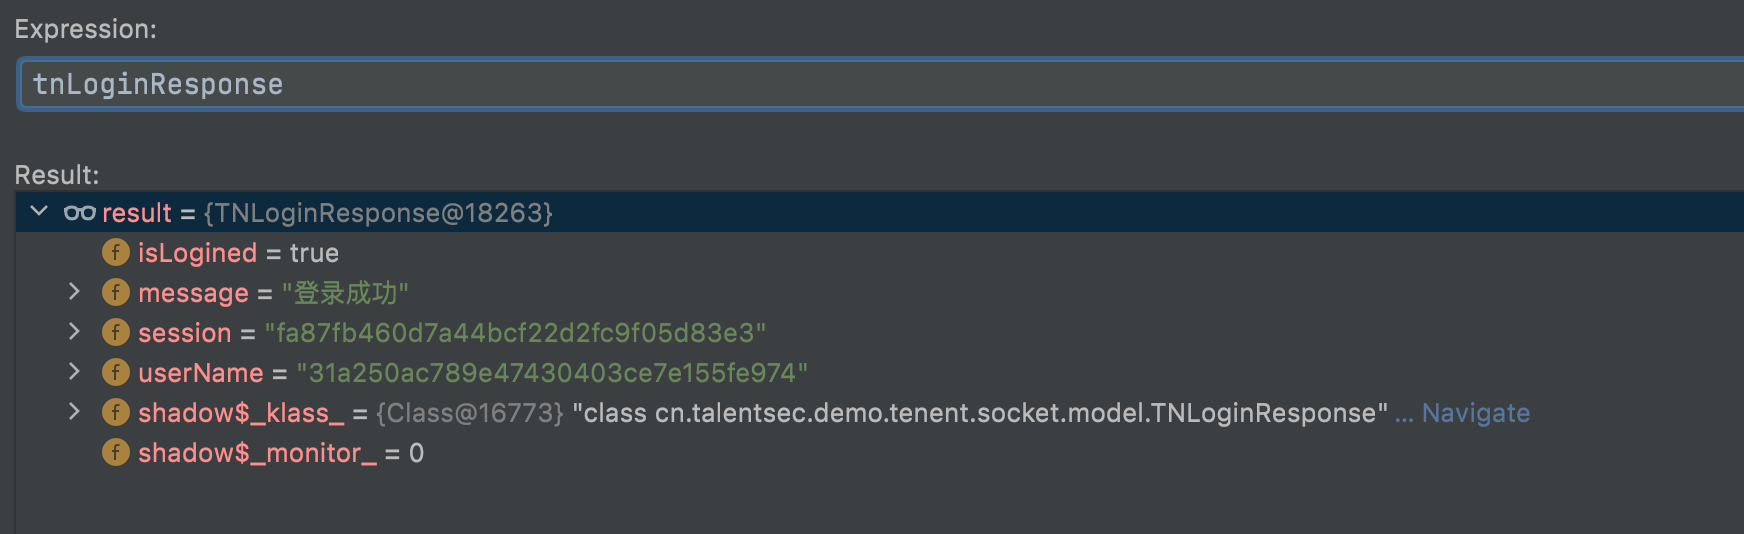 Expression:
tnLoginResponse
Result:
result = {TNLoginResponse@18263}
f isLogined = true
f message = "登录成功"
f session = "fa87fb460d7a44bcf22d2fc9f05d83e3"
f userName = "31a250ac789e47430403ce7e155fe974"
f shadow$_klass_ = {Class@16773} "class cn.talentsec.demo.tenent.socket.model.TNLoginResponse" ... Navigate
f shadow$_monitor_ = 0